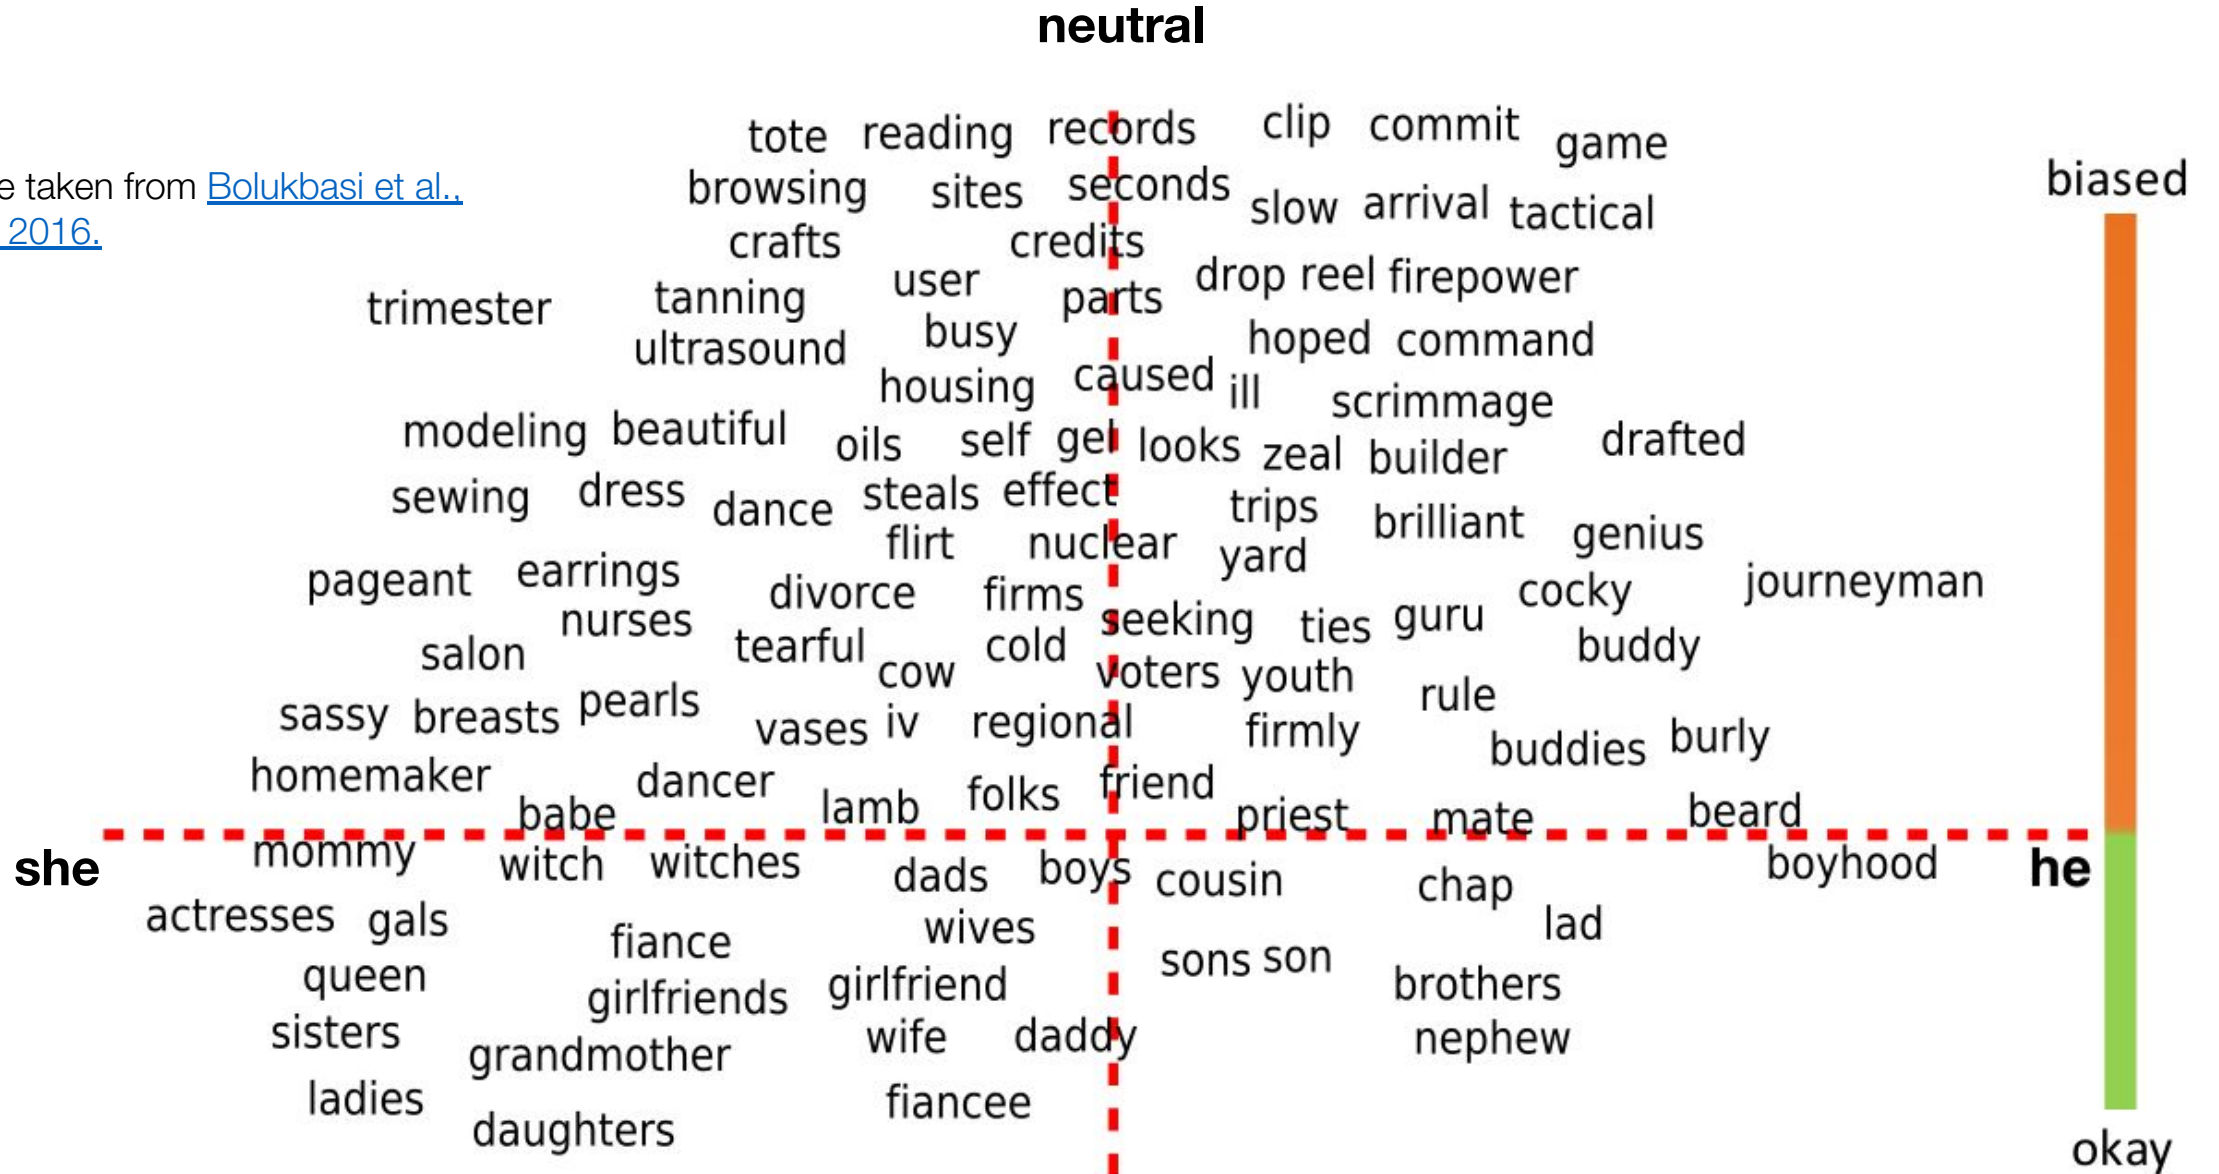 neutral
tote reading records clip commit game
biased
e taken from Bolukbasi et al.,
2016.
browsing sites seconds slow arrival tactical
crafts credits
trimester tanning user parts drop reel firepower
ultrasound busy hoped command
housing caused ill scrimmage
modeling beautiful oils self gel looks zeal builder drafted
sewing dress dance steals effect trips brilliant genius
flirt nuclear yard
pageant earrings divorce firms cocky journeyman
nurses seeking ties guru
salon tearful cow cold voters youth buddy
sassy breasts pearls vases iv regional firmly rule
buddies burly
homemaker dancer
babe lamb folks friend priest mate beard
she mommy witch witches dads boys cousin chap boyhood he
actresses gals fiance wives lad
queen girlfriends girlfriend sons son brothers
sisters grandmother wife daddy nephew
ladies fiancee
daughters
okay